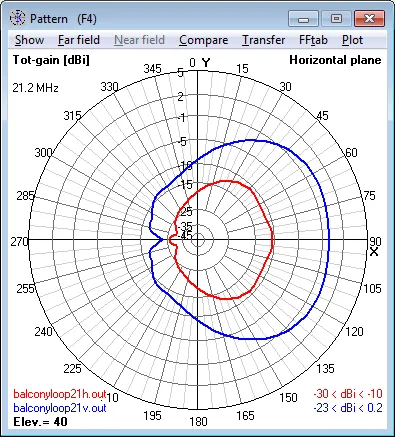 Pattern (F4)
Show Far field Near field Compare Transfer FFtab Plot
Tot-gain [dBi] 0 Y Horizontal plane
21.2 MHz
345 5 15
330 2 30
315 -1 45
300 -5 60
-10
285 -15 75
-25
-35
270 -45 90
X
255 105
240 120
225 135
210 150
195 180 165
balconyloop21h.out -30 < dBi < -10
balconyloop21v.out -23 < dBi < 0.2
Elev.= 40